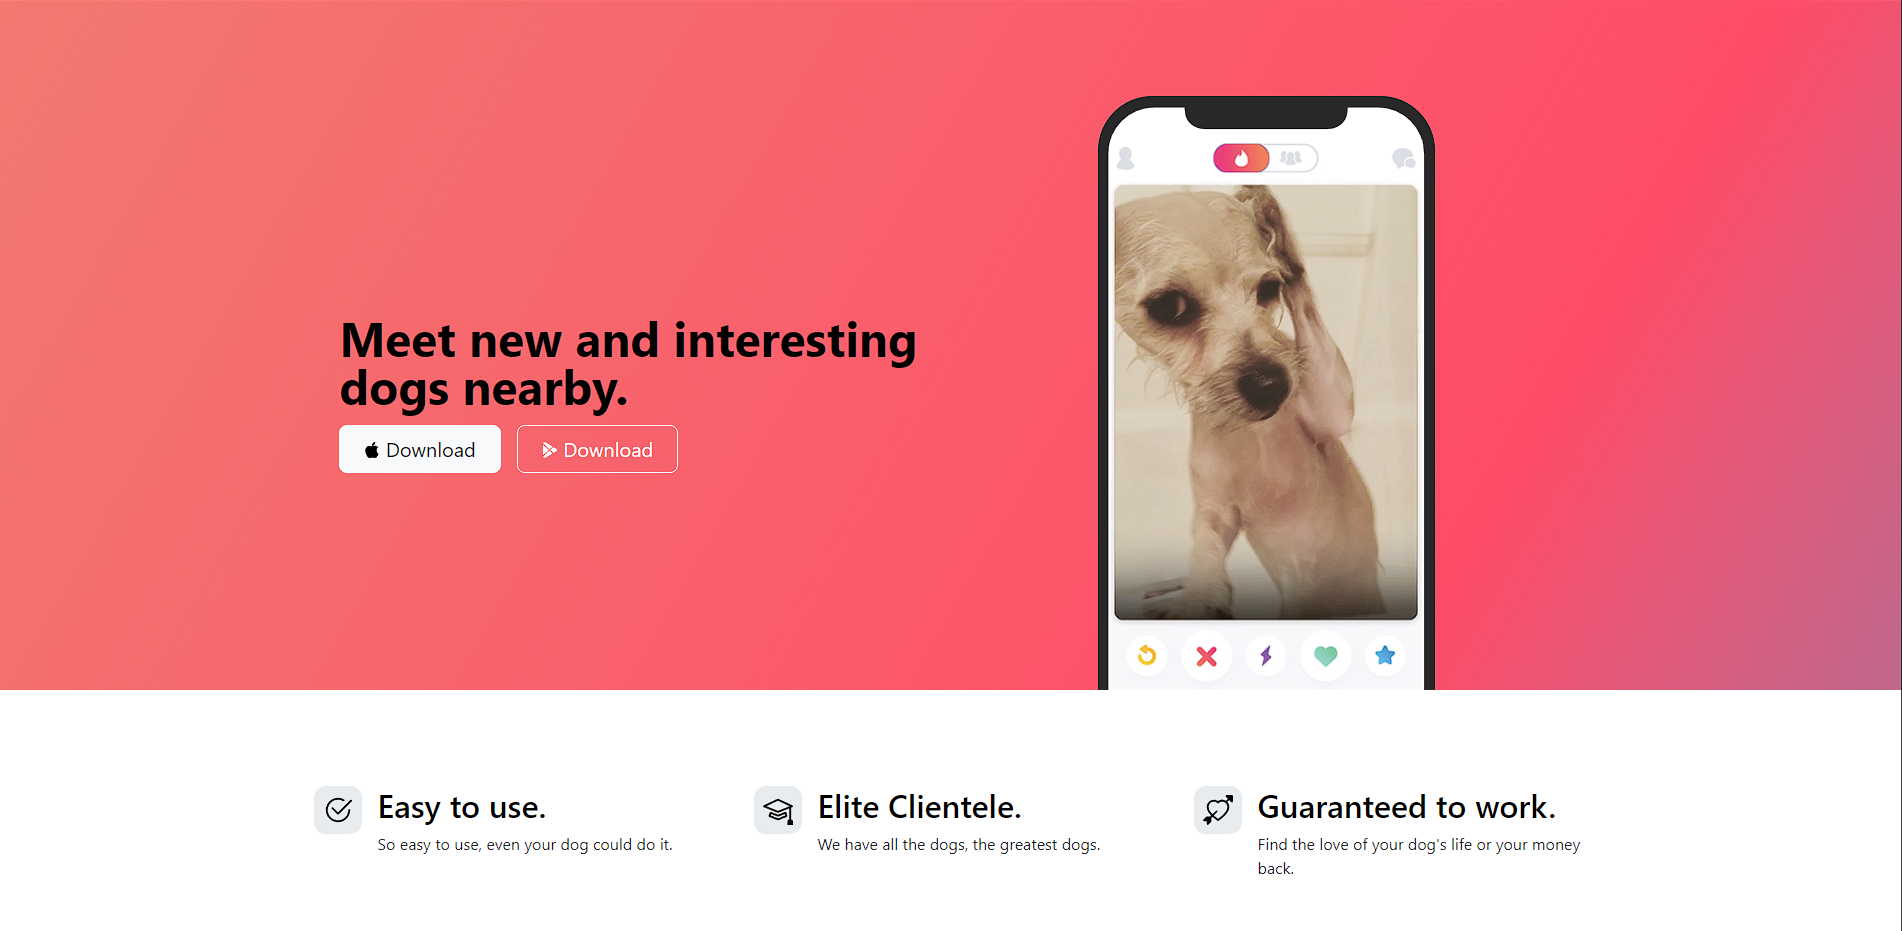 Meet new and interesting
dogs nearby.
Download
Download
Easy to use.
So easy to use, even your dog could do it.
Elite Clientele.
We have all the dogs, the greatest dogs.
Guaranteed to work.
Find the love of your dog's life or your money
back.